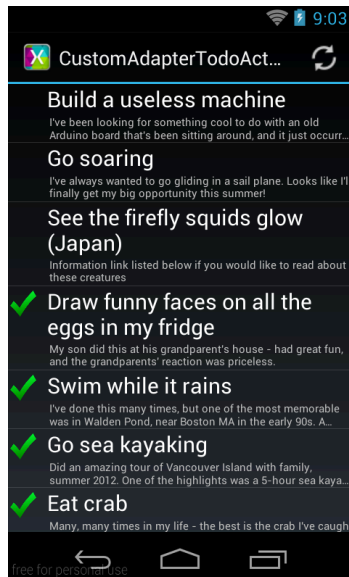 9:03
CustomAdapterTodoAct...
Build a useless machine
I've been looking for something cool to do with an old
Arduino board that's been sitting around, and it just occurr...
Go soaring
I've always wanted to go gliding in a sail plane. Looks like I'l
finally get my big opportunity this summer!
See the firefly squids glow
(Japan)
Information link listed below if you would like to read about
these creatures
Draw funny faces on all the
eggs in my fridge
My son did this at his grandparent's house - had great fun,
and the grandparents' reaction was priceless.
Swim while it rains
I've done this many times, but one of the most memorable
was in Walden Pond, near Boston MA in the early 90s. A...
Go sea kayaking
Did an amazing tour of Vancouver Island with family,
summer 2012. One of the highlights was a 5-hour sea kaya...
Eat crab
Many, many times in my life - the best is the crab I've caugh
free for personal use